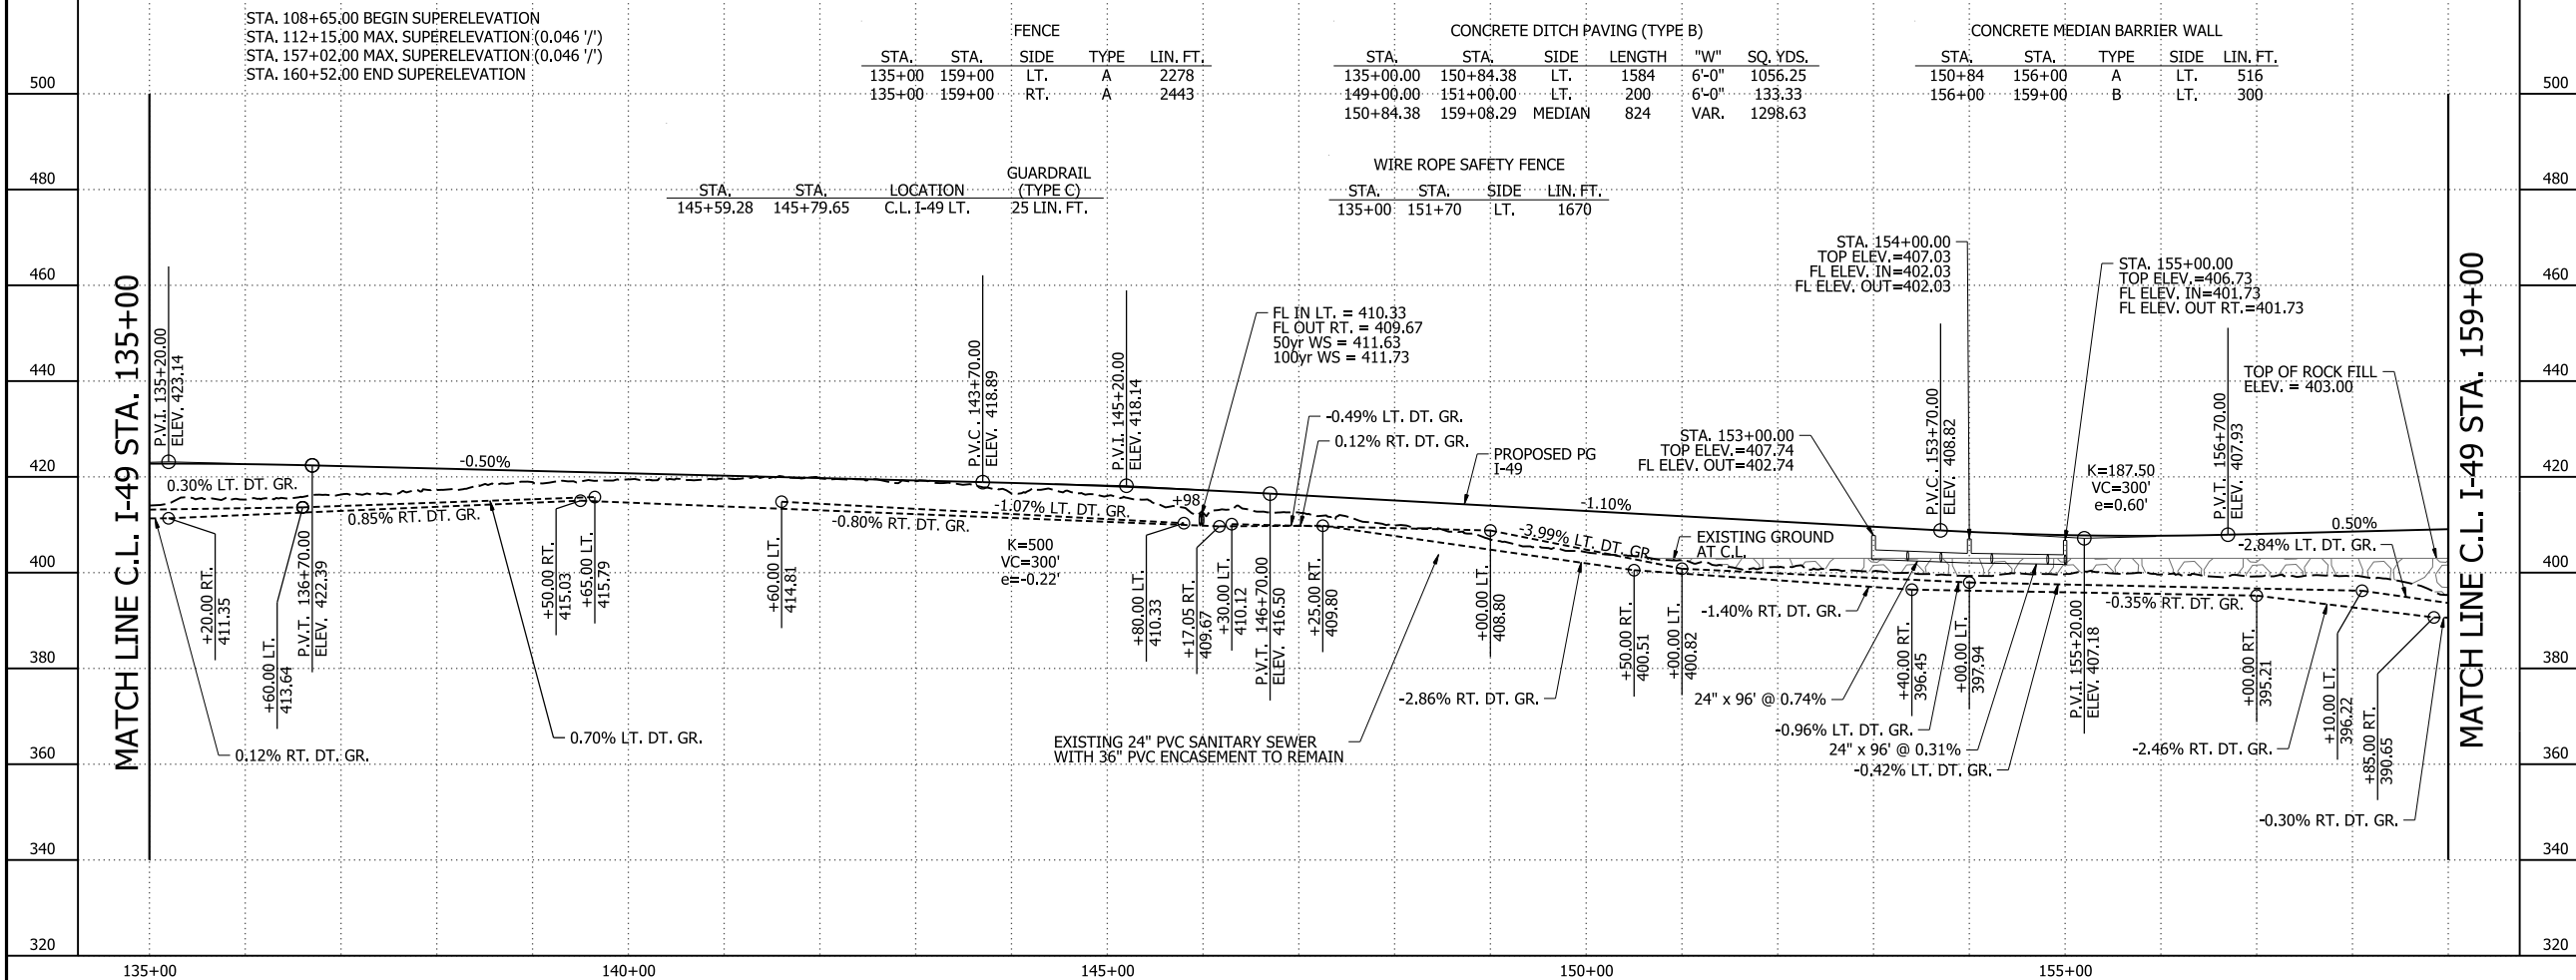 STA. 108+65.00 BEGIN SUPERELEVATION
STA. 112+15.00 MAX. SUPERELEVATION (0.046 '/')
STA. 157+02.00 MAX. SUPERELEVATION (0.046 '/')
STA. 160+52.00 END SUPERELEVATION
FENCE
STA. STA. SIDE TYPE LIN. FT.
135+00 159+00 LT. A 2278
135+00 159+00 RT. A 2443
CONCRETE DITCH PAVING (TYPE B)
STA. STA. SIDE LENGTH "W" SQ. YDS.
135+00.00 150+84.38 LT. 1584 6'-0" 1056.25
149+00.00 151+00.00 LT. 200 6'-0" 133.33
150+84.38 159+08.29 MEDIAN 824 VAR. 1298.63
CONCRETE MEDIAN BARRIER WALL
STA. STA. TYPE SIDE LIN. FT.
150+84 156+00 A LT. 516
156+00 159+00 B LT. 300
GUARDRAIL
STA. STA. LOCATION (TYPE C)
145+59.28 145+79.65 C.L. I-49 LT. 25 LIN. FT.
WIRE ROPE SAFETY FENCE
STA. STA. SIDE LIN. FT.
135+00 151+70 LT. 1670
500
480
460
440
420
400
380
360
340
320
MATCH LINE C.L. I-49 STA. 135+00
P.V.I. 135+20.00
ELEV. 423.14
0.30% LT. DT. GR.
+20.00 RT.
411.35
+60.00 LT.
413.64
P.V.T. 136+70.00
ELEV. 422.39
0.12% RT. DT. GR.
-0.50%
0.85% RT. DT. GR.
0.70% LT. DT. GR.
+50.00 RT.
415.03
+65.00 LT.
415.79
+60.00 LT.
414.81
-0.80% RT. DT. GR.
-1.07% LT. DT. GR.
P.V.C. 143+70.00
ELEV. 418.89
P.V.I. 145+20.00
ELEV. 418.14
K=500
VC=300'
e=-0.22'
+98
+80.00 LT.
410.33
+17.05 RT.
409.67
+30.00 LT.
410.12
P.V.T. 146+70.00
ELEV. 416.50
+25.00 RT.
409.80
FL IN LT. = 410.33
FL OUT RT. = 409.67
50yr WS = 411.63
100yr WS = 411.73
-0.49% LT. DT. GR.
0.12% RT. DT. GR.
PROPOSED PG
I-49
EXISTING 24" PVC SANITARY SEWER
WITH 36" PVC ENCASEMENT TO REMAIN
-2.86% RT. DT. GR.
+00.00 LT.
408.80
-3.99% LT. DT. GR.
-1.10%
+50.00 RT.
400.51
+00.00 LT.
400.82
EXISTING GROUND
AT C.L.
STA. 153+00.00
TOP ELEV.=407.74
FL ELEV. OUT=402.74
STA. 154+00.00
TOP ELEV.=407.03
FL ELEV. IN=402.03
FL ELEV. OUT=402.03
STA. 155+00.00
TOP ELEV.=406.73
FL ELEV. IN=401.73
FL ELEV. OUT RT.=401.73
P.V.C. 153+70.00
ELEV. 408.82
-1.40% RT. DT. GR.
24" x 96' @ 0.74%
-0.96% LT. DT. GR.
24" x 96' @ 0.31%
-0.42% LT. DT. GR.
+40.00 RT.
396.45
+00.00 LT.
397.94
P.V.I. 155+20.00
ELEV. 407.18
K=187.50
VC=300'
e=0.60'
P.V.T. 156+70.00
ELEV. 407.93
-0.35% RT. DT. GR.
+00.00 RT.
395.21
TOP OF ROCK FILL
ELEV. = 403.00
0.50%
-2.84% LT. DT. GR.
-2.46% RT. DT. GR.
+10.00 LT.
396.22
+85.00 RT.
390.65
-0.30% RT. DT. GR.
MATCH LINE C.L. I-49 STA. 159+00
500
480
460
440
420
400
380
360
340
320
135+00
140+00
145+00
150+00
155+00